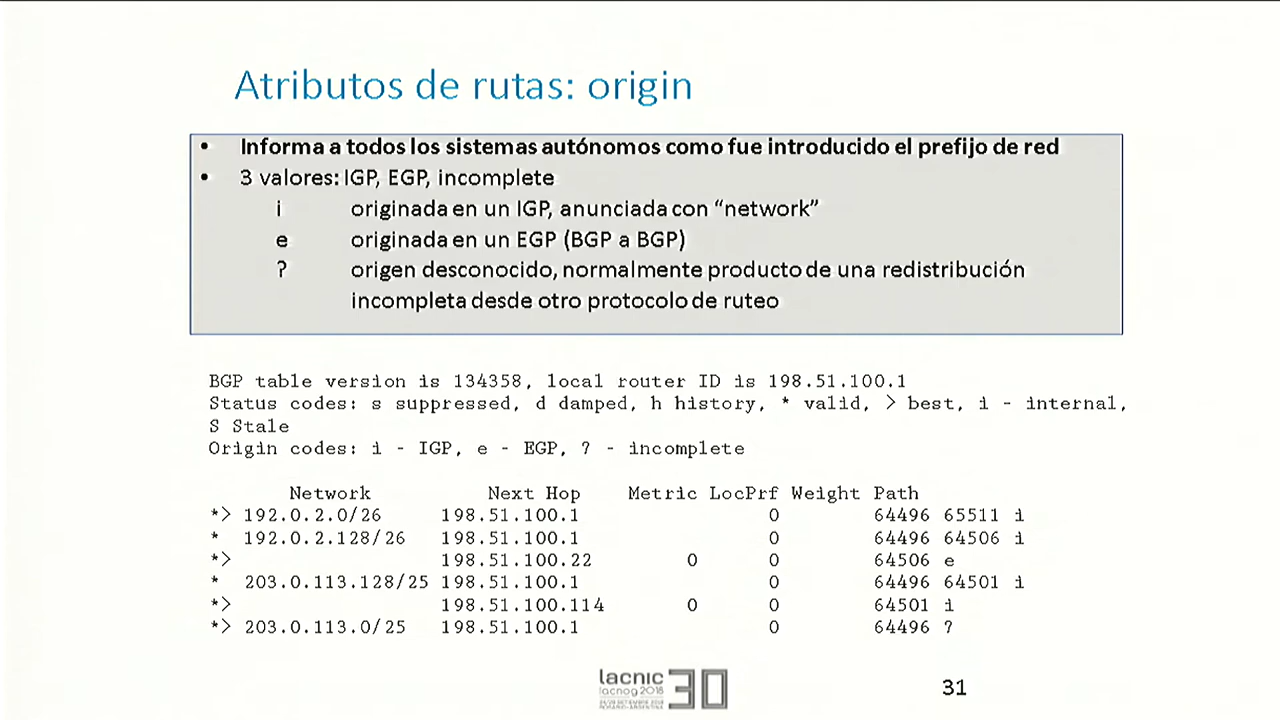 Atributos de rutas: origin
• Informa a todos los sistemas autónomos como fue introducido el prefijo de red
• 3 valores: IGP, EGP, incomplete
i originada en un IGP, anunciada con “network”
e originada en un EGP (BGP a BGP)
? origen desconocido, normalmente producto de una redistribución
incompleta desde otro protocolo de ruteo
BGP table version is 134358, local router ID is 198.51.100.1
Status codes: s suppressed, d damped, h history, * valid, > best, i - internal,
S Stale
Origin codes: i - IGP, e - EGP, ? - incomplete
Network Next Hop Metric LocPrf Weight Path
*> 192.0.2.0/26 198.51.100.1 0 64496 65511 i
* 192.0.2.128/26 198.51.100.1 0 64496 64506 i
*> 198.51.100.22 0 0 64506 e
* 203.0.113.128/25 198.51.100.1 0 64496 64501 i
*> 198.51.100.114 0 0 64501 i
*> 203.0.113.0/25 198.51.100.1 0 64496 ?
lacnic 30
lacnog 2018
31